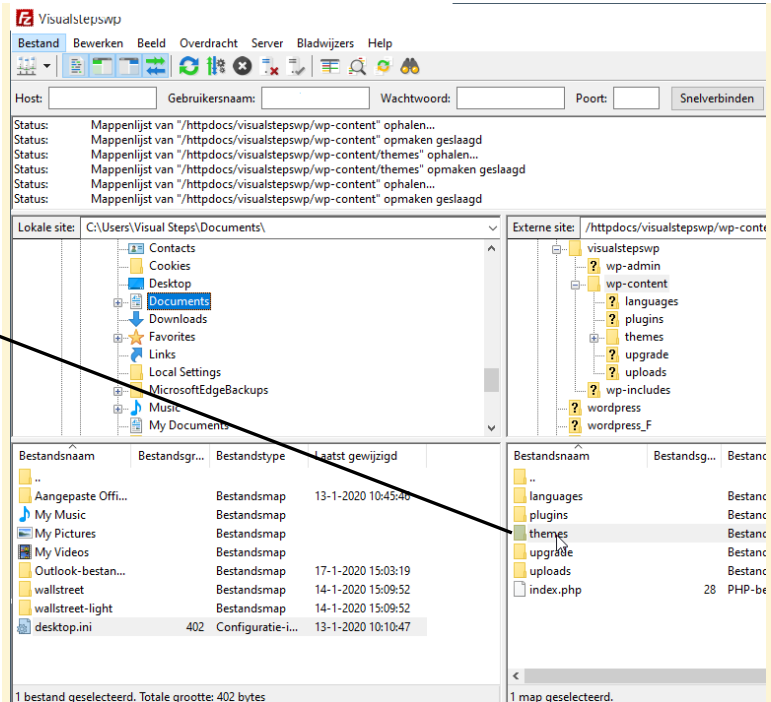 Visualstepswp
Bestand Bewerken Beeld Overdracht Server Bladwijzers Help
Host: Gebruikersnaam: Wachtwoord: Poort: Snelverbinden
Status: Mappenlijst van "/httpdocs/visualstepswp/wp-content" ophalen...
Status: Mappenlijst van "/httpdocs/visualstepswp/wp-content" opmaken geslaagd
Status: Mappenlijst van "/httpdocs/visualstepswp/wp-content/themes" ophalen...
Status: Mappenlijst van "/httpdocs/visualstepswp/wp-content/themes" opmaken geslaagd
Status: Mappenlijst van "/httpdocs/visualstepswp/wp-content" ophalen...
Status: Mappenlijst van "/httpdocs/visualstepswp/wp-content" opmaken geslaagd
Lokale site: C:\Users\Visual Steps\Documents\
Contacts
Cookies
Desktop
Documents
Downloads
Favorites
Links
Local Settings
MicrosoftEdgeBackups
Music
My Documents
Externe site: /httpdocs/visualstepswp/wp-conte
visualstepswp
? wp-admin
wp-content
? languages
? plugins
themes
? upgrade
? uploads
? wp-includes
? wordpress
? wordpress_F
Bestandsnaam Bestandsgr... Bestandstype Laatst gewijzigd
..
Aangepaste Offi... Bestandsmap 13-1-2020 10:45:46
My Music Bestandsmap
My Pictures Bestandsmap
My Videos Bestandsmap
Outlook-bestan... Bestandsmap 17-1-2020 15:03:19
wallstreet Bestandsmap 14-1-2020 15:09:52
wallstreet-light Bestandsmap 14-1-2020 15:09:52
desktop.ini 402 Configuratie-i... 13-1-2020 10:10:47
1 bestand geselecteerd. Totale grootte: 402 bytes
Bestandsnaam Bestandsg... Bestand
..
languages Bestand
plugins Bestand
themes Bestand
upgrade Bestand
uploads Bestand
index.php 28 PHP-be
1 map geselecteerd.